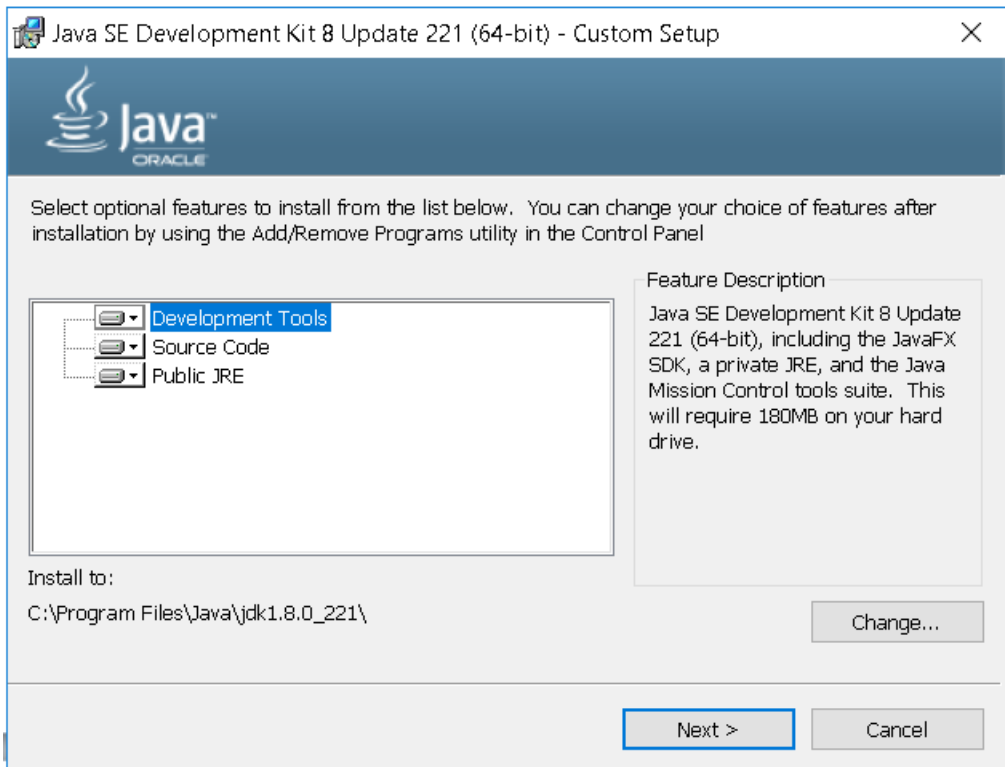 Java SE Development Kit 8 Update 221 (64-bit) - Custom Setup
Java™
ORACLE
Select optional features to install from the list below.  You can change your choice of features after
installation by using the Add/Remove Programs utility in the Control Panel
Development Tools
Source Code
Public JRE
Feature Description
Java SE Development Kit 8 Update
221 (64-bit), including the JavaFX
SDK, a private JRE, and the Java
Mission Control tools suite.  This
will require 180MB on your hard
drive.
Install to:
C:\Program Files\Java\jdk1.8.0_221\
Change...
Next >
Cancel